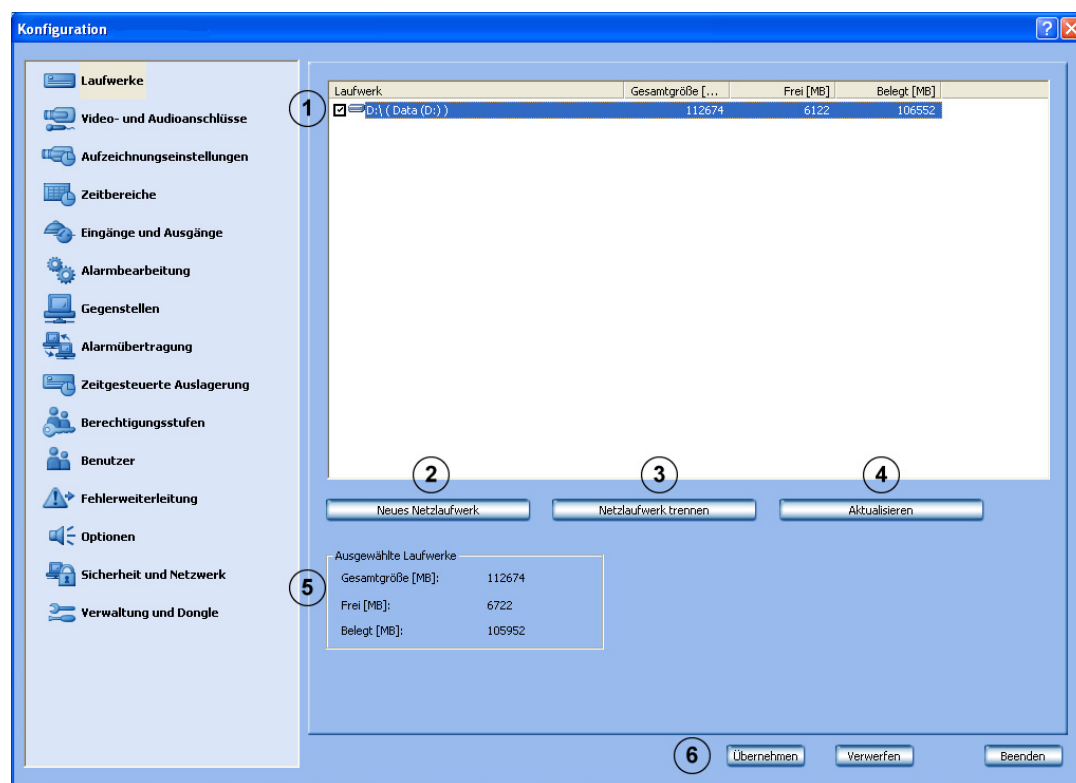 Konfiguration
Laufwerke
Video- und Audioanschlüsse
Aufzeichnungseinstellungen
Zeitbereiche
Eingänge und Ausgänge
Alarmbearbeitung
Gegenstellen
Alarmübertragung
Zeitgesteuerte Auslagerung
Berechtigungsstufen
Benutzer
Fehlerweiterleitung
Optionen
Sicherheit und Netzwerk
Verwaltung und Dongle
Laufwerk Gesamtgröße [... Frei [MB] Belegt [MB]
1 D:\ ( Data (D:) ) 112674 6122 106552
2 3 4
Neues Netzlaufwerk Netzlaufwerk trennen Aktualisieren
Ausgewählte Laufwerke
5 Gesamtgröße [MB]: 112674
Frei [MB]: 6722
Belegt [MB]: 105952
6 Übernehmen Verwerfen Beenden